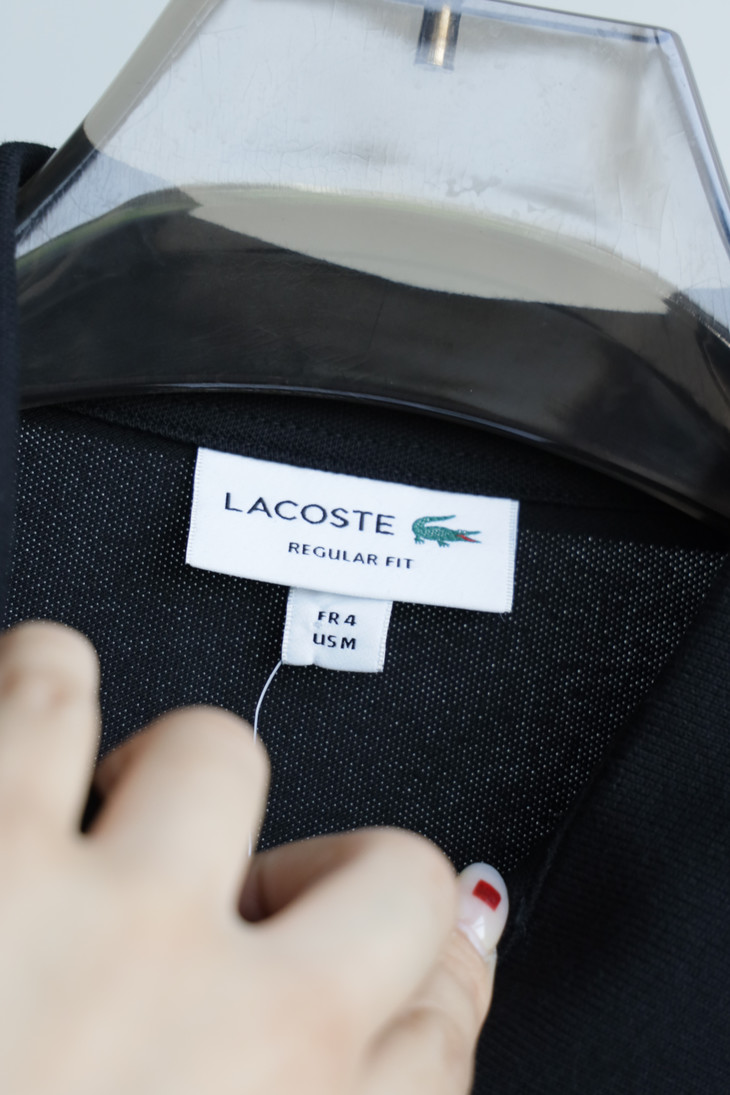 LACOSTE
REGULAR FIT
FR 4
US M